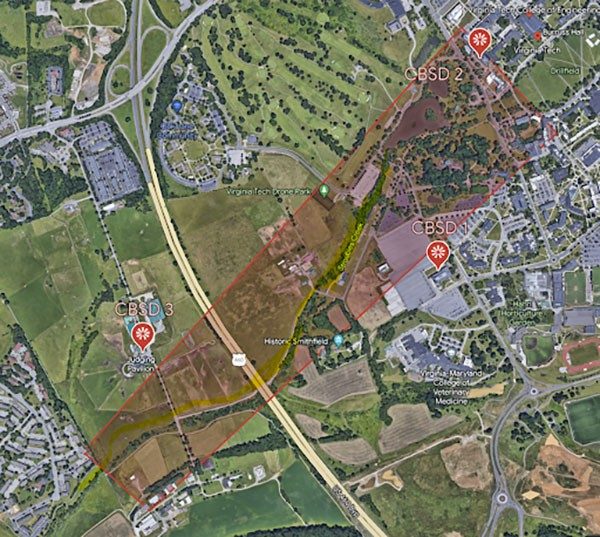 Virginia Tech College of Engineering
Burruss Hall
Virginia Tech
CBSD 2
Drillfield
Virginia Tech Drone Park
CBSD 1
CBSD 3
Judging
Pavilion
Historic Smithfield
460
Virginia-Maryland
College of
Veterinary
Medicine